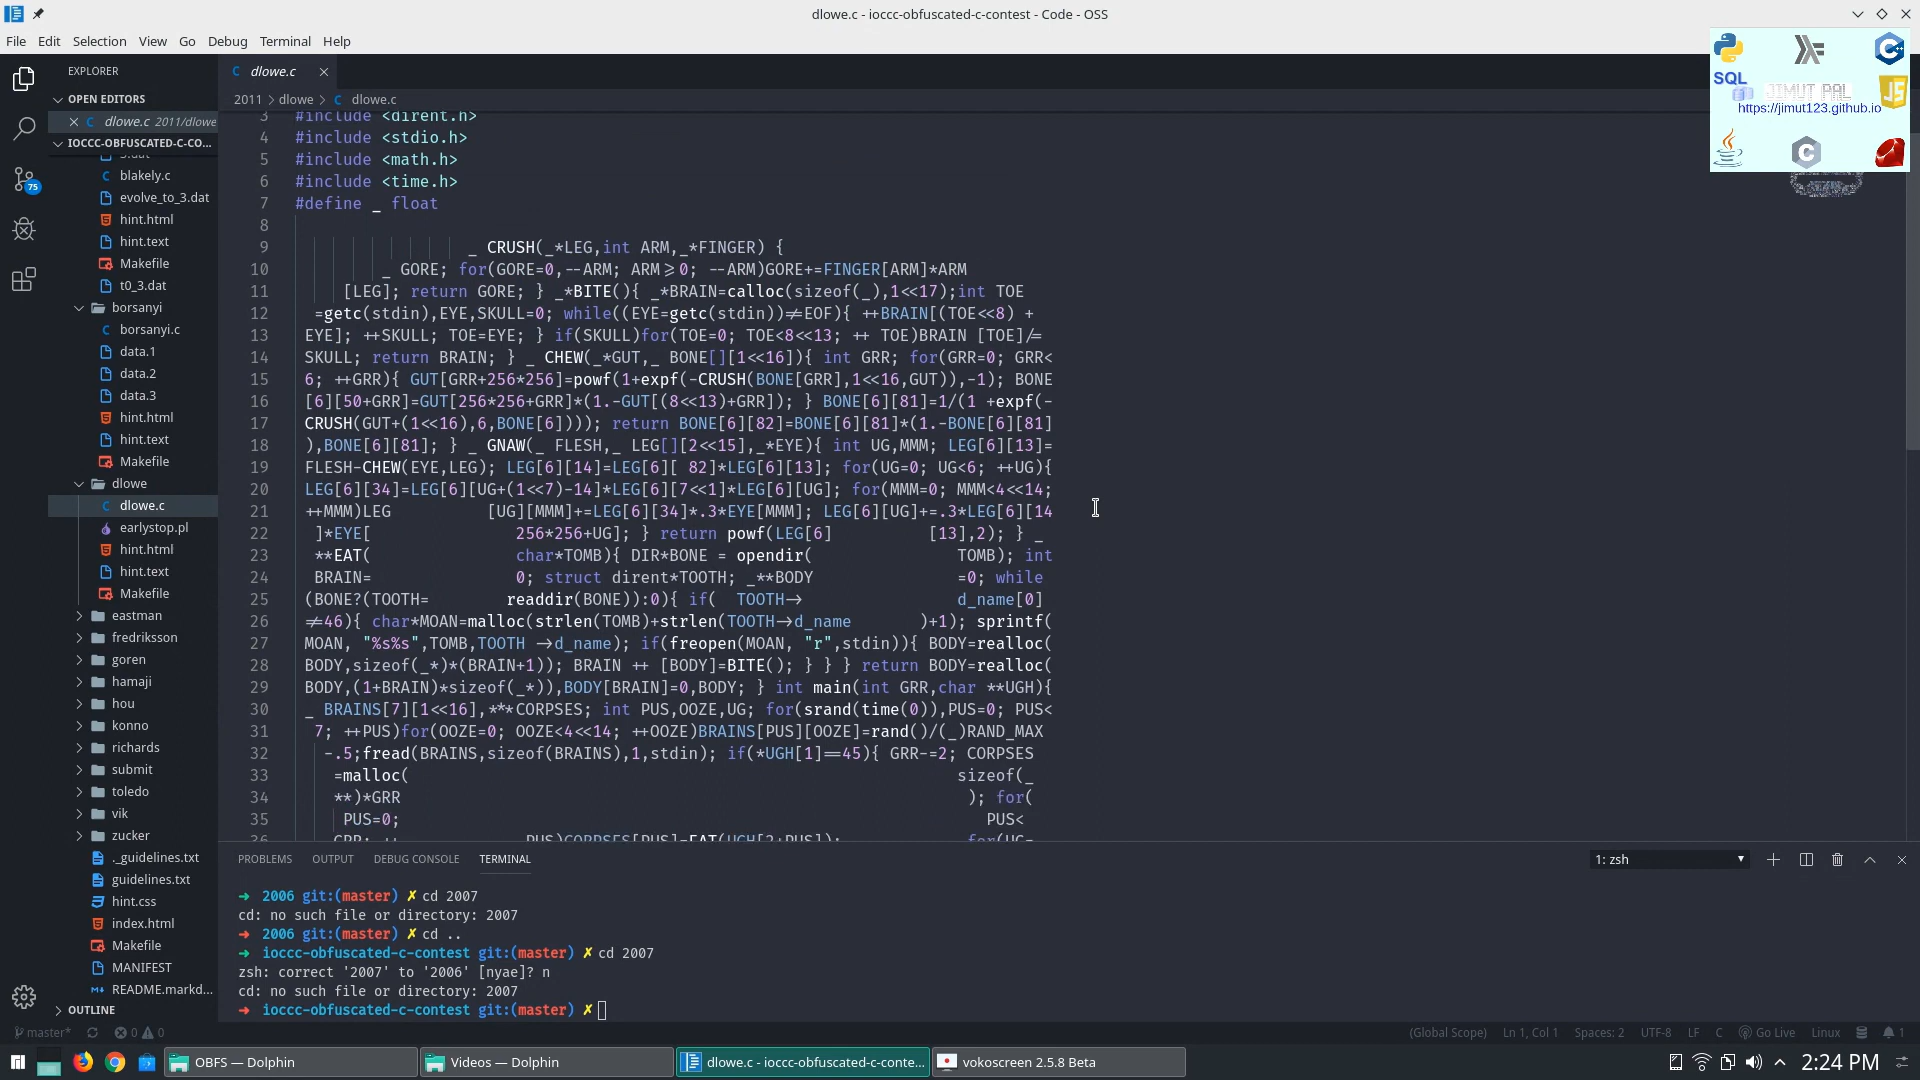 dlowe.c - ioccc-obfuscated-c-contest - Code - OSS
File Edit Selection View Go Debug Terminal Help
SQL
JIMUT PAL
https://jimut123.github.io
JS
C
EXPLORER
OPEN EDITORS
dlowe.c 2011/dlowe
IOCCC-OBFUSCATED-C-CO...
3.dat
blakely.c
evolve_to_3.dat
hint.html
hint.text
Makefile
t0_3.dat
borsanyi
borsanyi.c
data.1
data.2
data.3
hint.html
hint.text
Makefile
dlowe
dlowe.c
earlystop.pl
hint.html
hint.text
Makefile
eastman
fredriksson
goren
hamaji
hou
konno
richards
submit
toledo
vik
zucker
._guidelines.txt
guidelines.txt
hint.css
index.html
Makefile
MANIFEST
README.markd...
OUTLINE
75
dlowe.c
2011 > dlowe > C dlowe.c
3 #include <dirent.h>
4 #include <stdio.h>
5 #include <math.h>
6 #include <time.h>
7 #define _ float
8
9 _ CRUSH(_*LEG,int ARM,_*FINGER) {
10 _ GORE; for(GORE=0,--ARM; ARM>=0; --ARM)GORE+=FINGER[ARM]*ARM
11 [LEG]; return GORE; } _*BITE(){ _*BRAIN=calloc(sizeof(_),1<<17);int TOE
12 =getc(stdin),EYE,SKULL=0; while((EYE=getc(stdin))!=EOF){ ++BRAIN[(TOE<<8) +
13 EYE]; ++SKULL; TOE=EYE; } if(SKULL)for(TOE=0; TOE<8<<13; ++ TOE)BRAIN [TOE]/=
14 SKULL; return BRAIN; } _ CHEW(_*GUT,_ BONE[][1<<16]){ int GRR; for(GRR=0; GRR<
15 6; ++GRR){ GUT[GRR+256*256]=powf(1+expf(-CRUSH(BONE[GRR],1<<16,GUT)),-1); BONE
16 [6][50+GRR]=GUT[256*256+GRR]*(1.-GUT[(8<<13)+GRR]); } BONE[6][81]=1/(1 +expf(-
17 CRUSH(GUT+(1<<16),6,BONE[6]))); return BONE[6][82]=BONE[6][81]*(1.-BONE[6][81]
18 ),BONE[6][81]; } _ GNAW(_ FLESH,_ LEG[][2<<15],_*EYE){ int UG,MMM; LEG[6][13]=
19 FLESH-CHEW(EYE,LEG); LEG[6][14]=LEG[6][ 82]*LEG[6][13]; for(UG=0; UG<6; ++UG){
20 LEG[6][34]=LEG[6][UG+(1<<7)-14]*LEG[6][7<<1]*LEG[6][UG]; for(MMM=0; MMM<4<<14;
21 ++MMM)LEG [UG][MMM]+=LEG[6][34]*.3*EYE[MMM]; LEG[6][UG]+=.3*LEG[6][14
22 ]*EYE[ 256*256+UG]; } return powf(LEG[6] [13],2); } _
23 **EAT( char*TOMB){ DIR*BONE = opendir( TOMB); int
24 BRAIN= 0; struct dirent*TOOTH; _**BODY =0; while
25 (BONE?(TOOTH= readdir(BONE)):0){ if( TOOTH-> d_name[0]
26 !=46){ char*MOAN=malloc(strlen(TOMB)+strlen(TOOTH->d_name )+1); sprintf(
27 MOAN, "%s%s",TOMB,TOOTH ->d_name); if(freopen(MOAN, "r",stdin)){ BODY=realloc(
28 BODY,sizeof(_*)*(BRAIN+1)); BRAIN ++ [BODY]=BITE(); } } } return BODY=realloc(
29 BODY,(1+BRAIN)*sizeof(_*)),BODY[BRAIN]=0,BODY; } int main(int GRR,char **UGH){
30 _ BRAINS[7][1<<16],***CORPSES; int PUS,OOZE,UG; for(srand(time(0)),PUS=0; PUS<
31 7; ++PUS)for(OOZE=0; OOZE<4<<14; ++OOZE)BRAINS[PUS][OOZE]=rand()/(_)RAND_MAX
32 -.5;fread(BRAINS,sizeof(BRAINS),1,stdin); if(*UGH[1]==45){ GRR-=2; CORPSES
33 =malloc( sizeof(_
34 **)*GRR ); for(
35 PUS=0; PUS<
36 GRR; ++ PUS)CORPSES[PUS]=EAT(UGH[2+PUS]); for(UG=
PROBLEMS OUTPUT DEBUG CONSOLE TERMINAL
1: zsh
➜ 2006 git:(master) ✗ cd 2007
cd: no such file or directory: 2007
➜ 2006 git:(master) ✗ cd ..
➜ ioccc-obfuscated-c-contest git:(master) ✗ cd 2007
zsh: correct '2007' to '2006' [nyae]? n
cd: no such file or directory: 2007
➜ ioccc-obfuscated-c-contest git:(master) ✗
master* 0 0
(Global Scope) Ln 1, Col 1 Spaces: 2 UTF-8 LF C Go Live Linux 1
OBFS — Dolphin
Videos — Dolphin
dlowe.c - ioccc-obfuscated-c-conte...
vokoscreen 2.5.8 Beta
2:24 PM